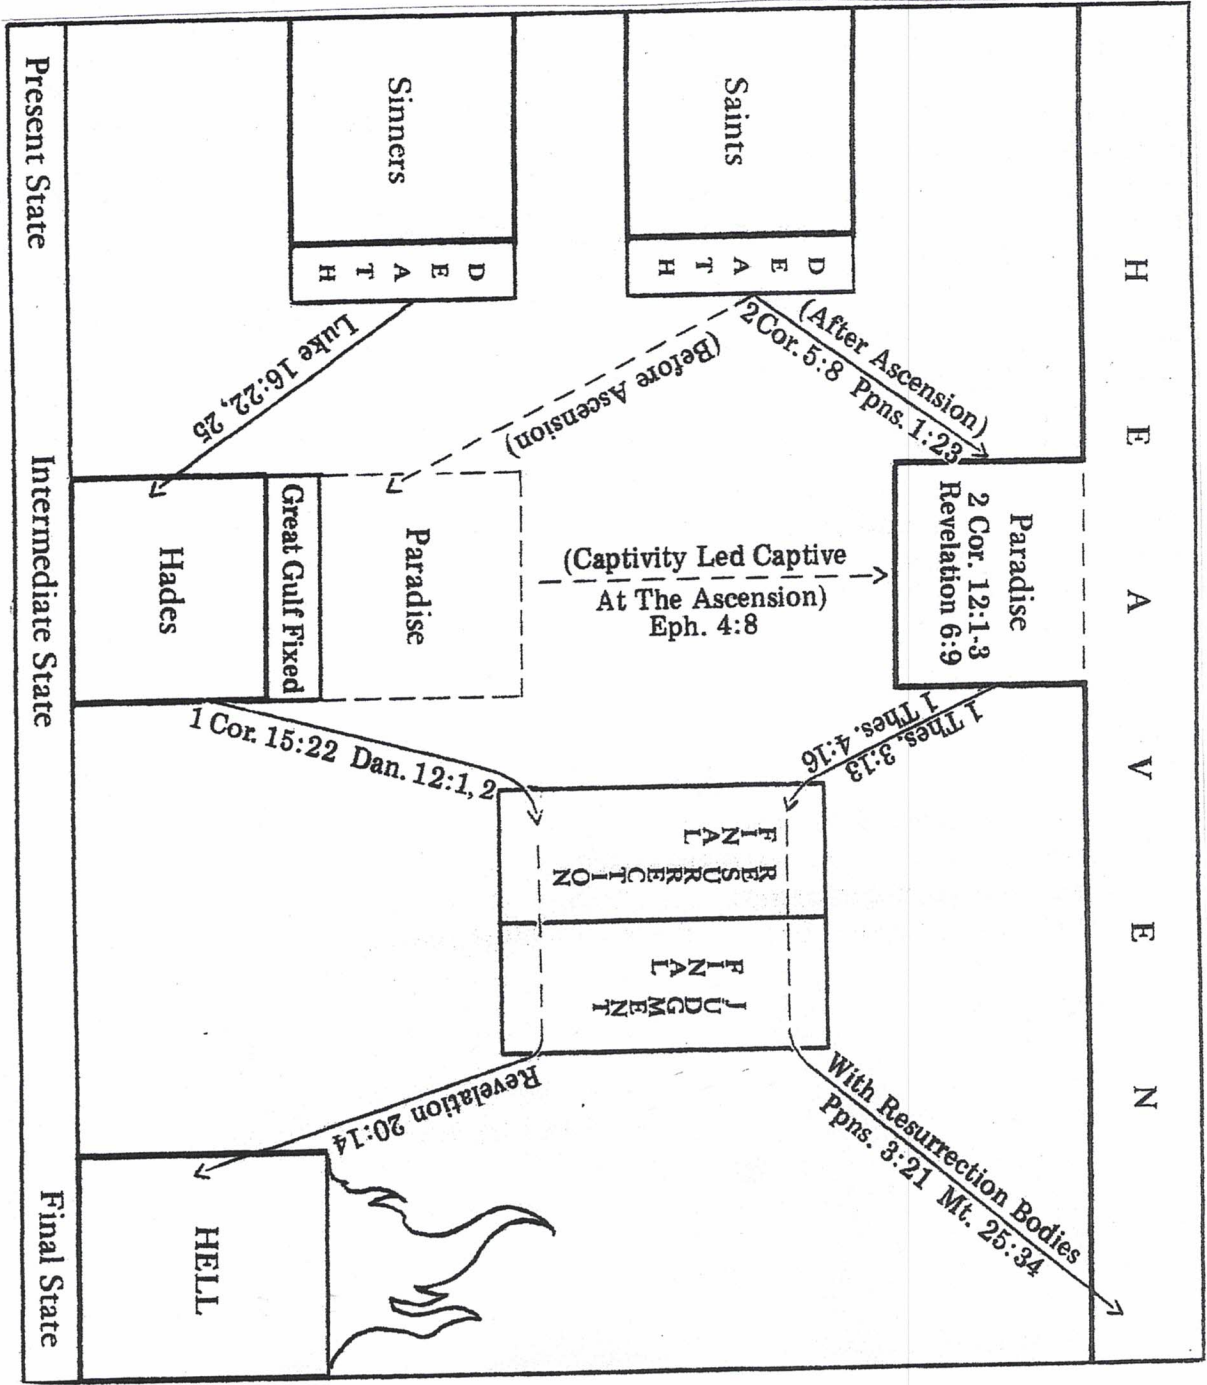 H E A V E N
Saints
DEATH
Sinners
DEATH
(After Ascension)
2Cor. 5:8 Ppns. 1:23
(Before Ascension)
Luke 16:22, 25
Paradise
2 Cor. 12:1-3
Revelation 6:9
(Captivity Led Captive
At The Ascension)
Eph. 4:8
Paradise
Great Gulf Fixed
Hades
1 Thes. 3:13
1 Thes. 4:16
1 Cor. 15:22 Dan. 12:1, 2
FINAL
RESURRECTION
FINAL
JUDGMENT
With Resurrection Bodies
Ppns. 3:21 Mt. 25:34
Revelation 20:14
HELL
Present State
Intermediate State
Final State